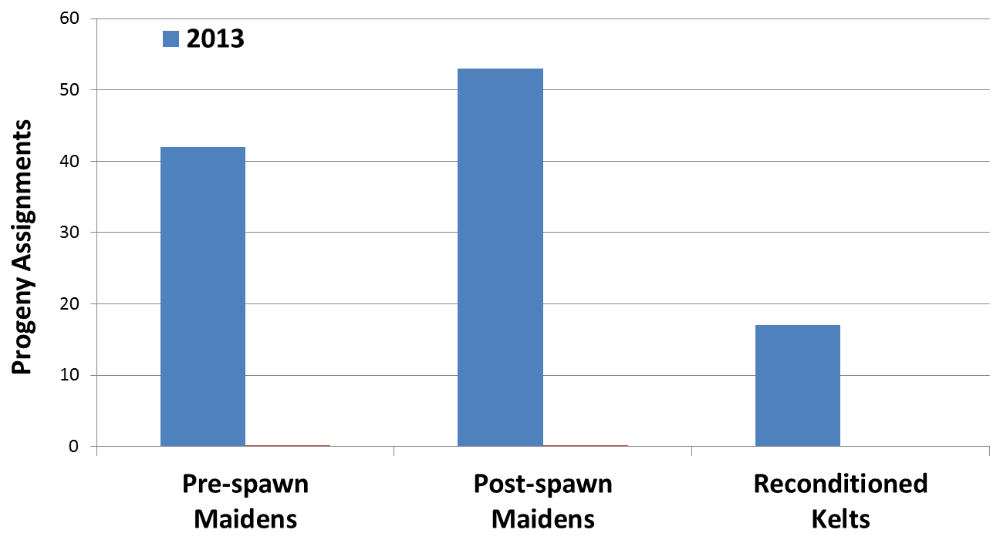 2013
Progeny Assignments
60
50
40
30
20
10
0
Pre-spawn
Maidens
Post-spawn
Maidens
Reconditioned
Kelts